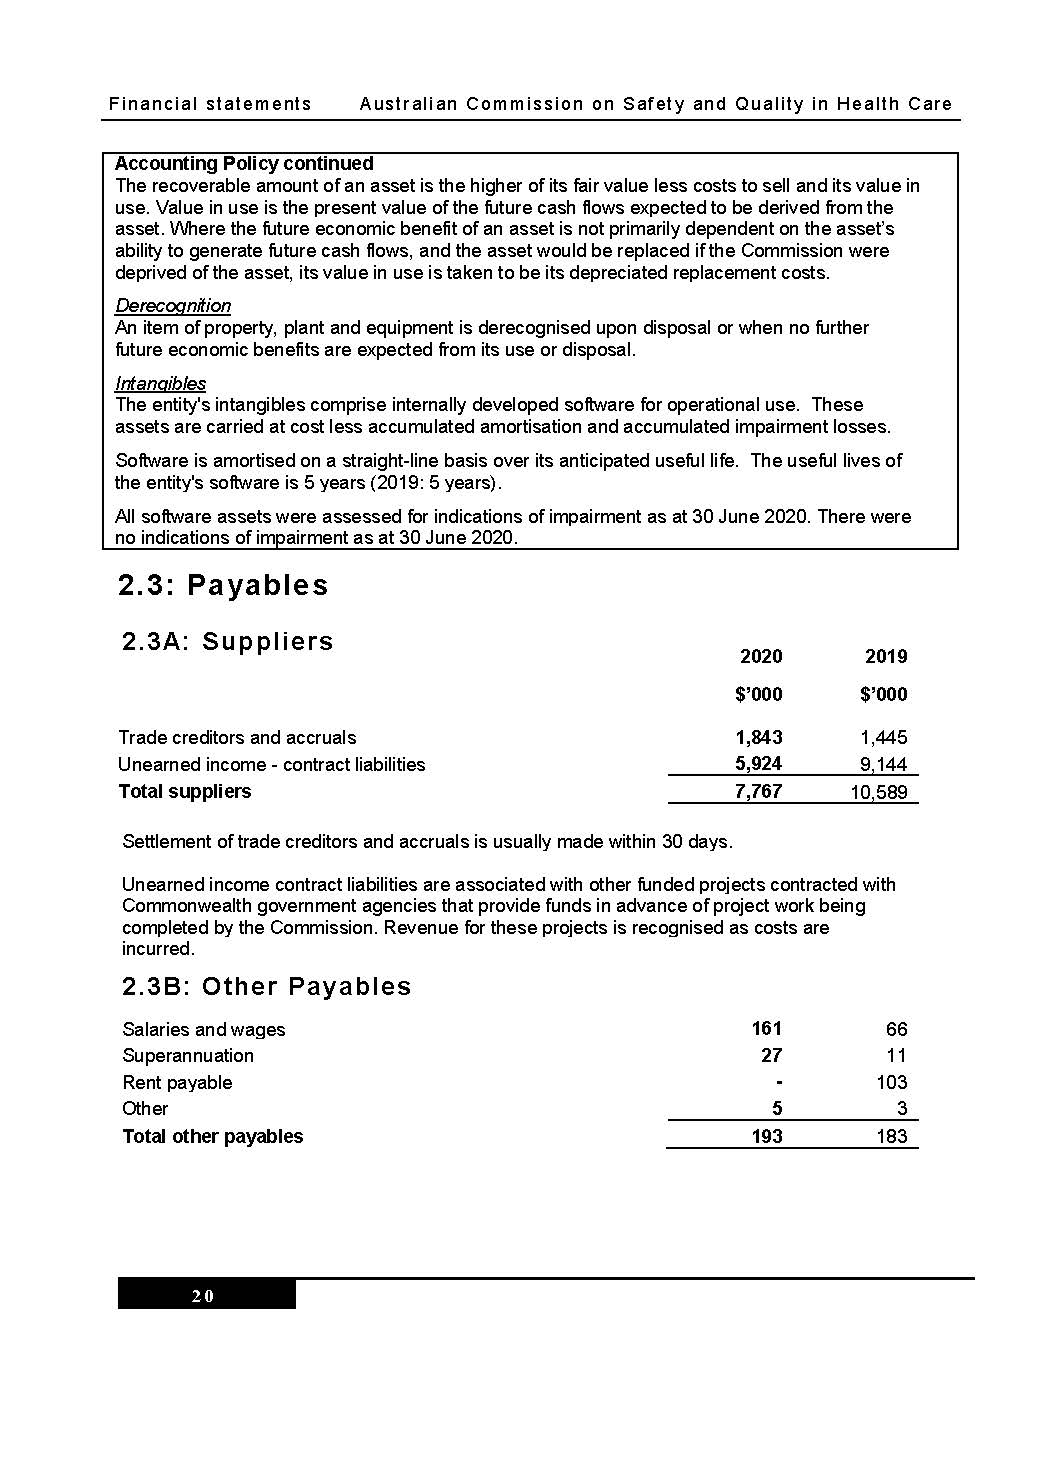 Financial statements Australian Commission on Safety and Quality in Health Care
Accounting Policy continued
The recoverable amount of an asset is the higher of its fair value less costs to sell and its value in
use. Value in use is the present value of the future cash flows expected to be derived from the
asset. Where the future economic benefit of an asset is not primarily dependent on the asset’s
ability to generate future cash flows, and the asset would be replaced if the Commission were
deprived of the asset, its value in use is taken to be its depreciated replacement costs.
Derecognition
An item of property, plant and equipment is derecognised upon disposal or when no further
future economic benefits are expected from its use or disposal.
Intangibles
The entity's intangibles comprise internally developed software for operational use. These
assets are carried at cost less accumulated amortisation and accumulated impairment losses.
Software is amortised on a straight-line basis over its anticipated useful life. The useful lives of
the entity's software is 5 years (2019: 5 years).
All software assets were assessed for indications of impairment as at 30 June 2020. There were
no indications of impairment as at 30 June 2020.
2.3: Payables
2.3A: Suppliers
2020 2019
$’000 $’000
Trade creditors and accruals 1,843 1,445
Unearned income - contract liabilities 5,924 9,144
Total suppliers 7,767 10,589
Settlement of trade creditors and accruals is usually made within 30 days.
Unearned income contract liabilities are associated with other funded projects contracted with
Commonwealth government agencies that provide funds in advance of project work being
completed by the Commission. Revenue for these projects is recognised as costs are
incurred.
2.3B: Other Payables
Salaries and wages 161 66
Superannuation 27 11
Rent payable - 103
Other 5 3
Total other payables 193 183
20